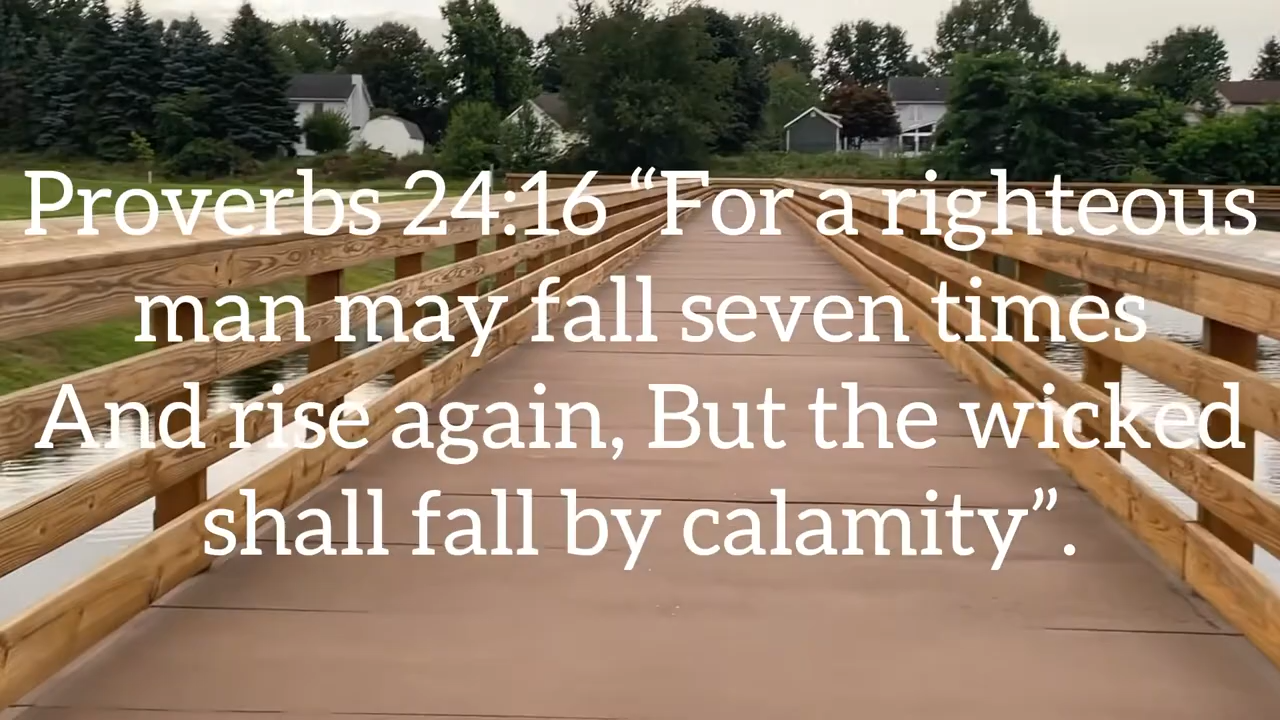 Proverbs 24:16 “For a righteous
man may fall seven times
And rise again, But the wicked
shall fall by calamity”.